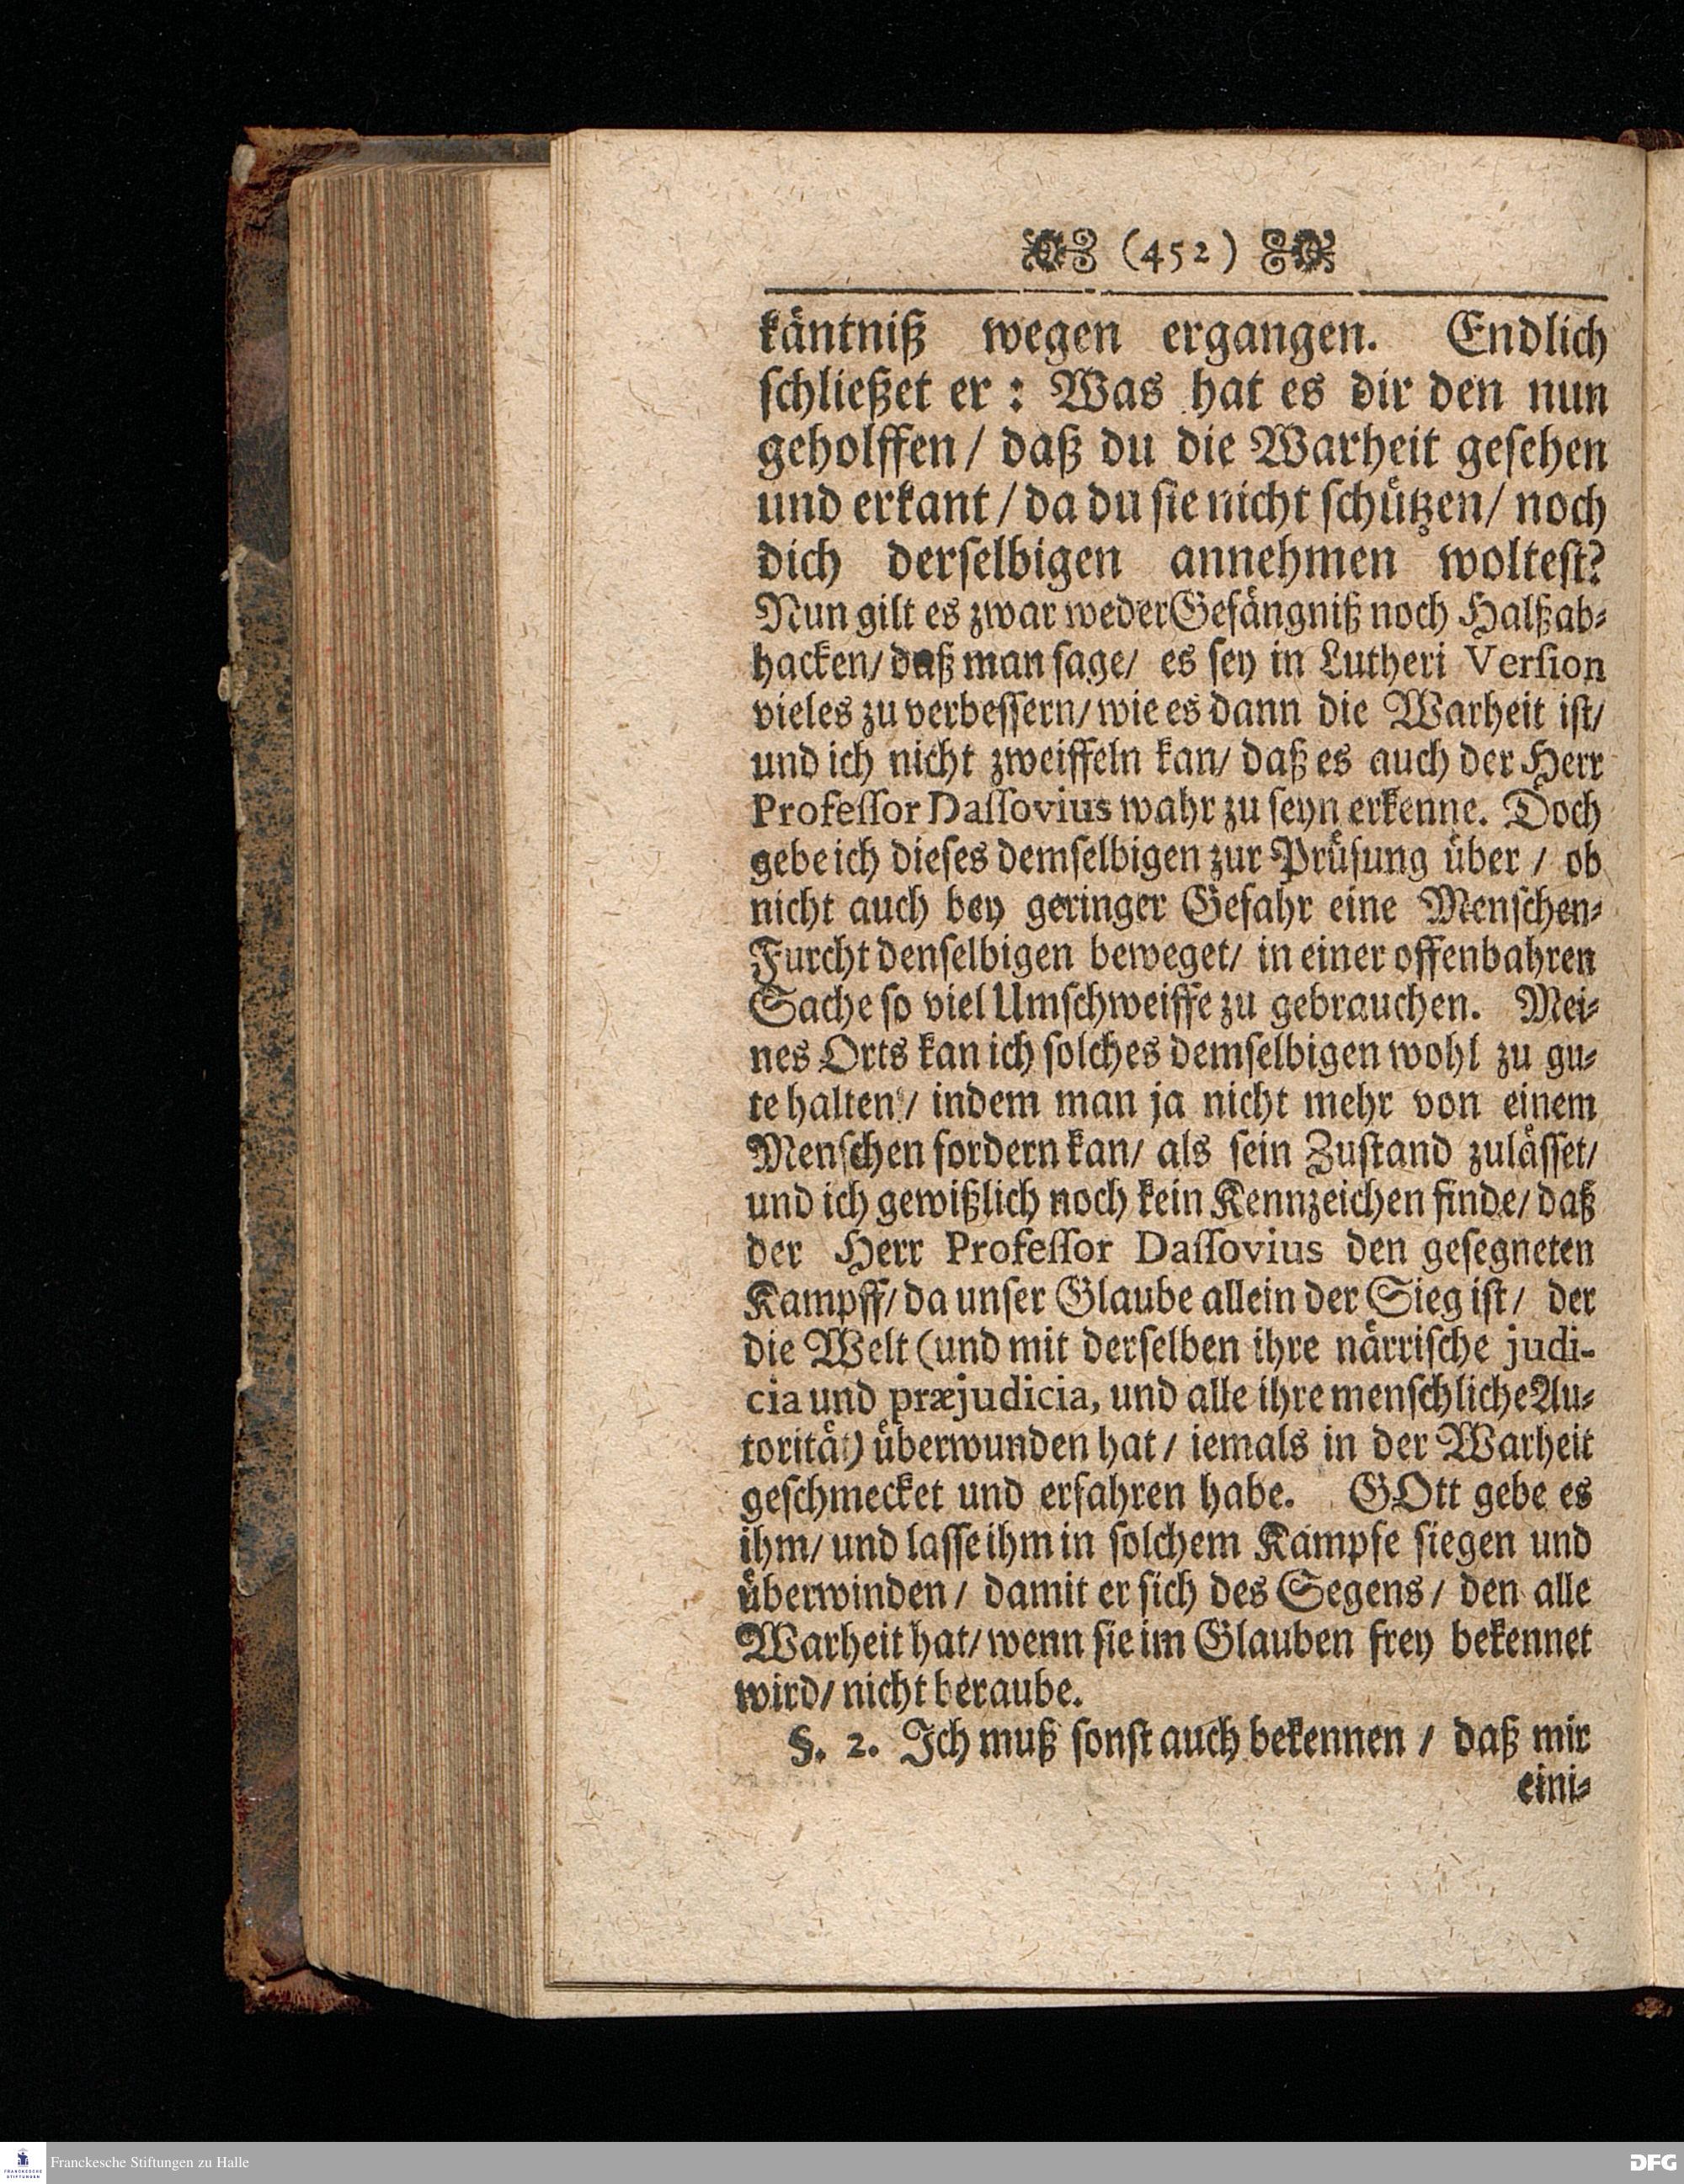 (452)
käntniß wegen ergangen. Endlich
schließet er: Was hat es dir den nun
geholffen/ daß du die Warheit gesehen
und erkant/ da du sie nicht schützen/ noch
dich derselbigen annehmen woltest?
Nun gilt es zwar weder Gefängniß noch Halß ab-
hacken/ daß man sage/ es sey in Lutheri Version
vieles zu verbessern/ wie es dann die Warheit ist/
und ich nicht zweiffeln kan/ daß es auch der Herr
Professor Dassovius wahr zu seyn erkenne. Doch
gebe ich dieses demselbigen zur Prüfung über/ ob
nicht auch bey geringer Gefahr eine Menschen-
Furcht denselbigen beweget/ in einer offenbahren
Sache so viel Umschweiffe zu gebrauchen. Mei-
nes Orts kan ich solches demselbigen wohl zu gu-
te halten/ indem man ja nicht mehr von einem
Menschen fordern kan/ als sein Zustand zulässet/
und ich gewißlich noch kein Kennzeichen finde/ daß
der Herr Professor Dassovius den gesegneten
Kampff/ da unser Glaube allein der Sieg ist/ der
die Welt (und mit derselben ihre närrische judi-
cia und præjudicia, und alle ihre menschliche Au-
torität) überwunden hat/ iemals in der Warheit
geschmecket und erfahren habe. GOtt gebe es
ihm/ und lasse ihm in solchem Kampfe siegen und
überwinden/ damit er sich des Segens/ den alle
Warheit hat/ wenn sie im Glauben frey bekennet
wird/ nicht beraube.
§. 2. Ich muß sonst auch bekennen/ daß mir
eini-
FRANCKESCHE STIFTUNGEN
Franckesche Stiftungen zu Halle
DFG